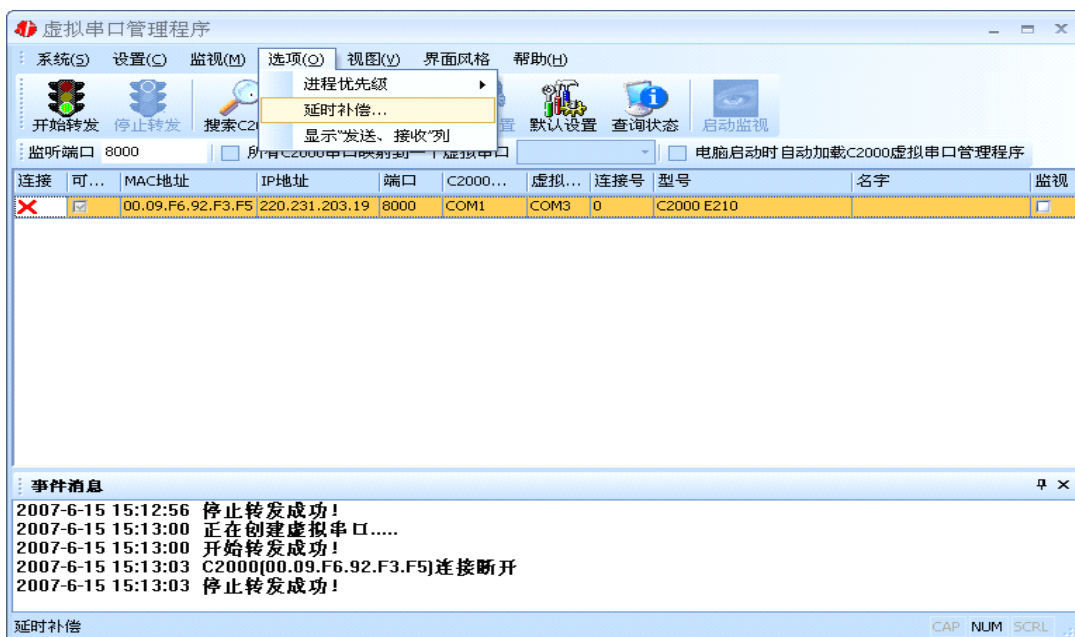 虚拟串口管理程序
系统(S) 设置(C) 监视(M) 选项(O) 视图(V) 界面风格 帮助(H)
进程优先级
延时补偿...
显示“发送、接收”列
开始转发 停止转发 搜索C2 置 默认设置 查询状态 启动监视
监听端口 8000 所有C2000串口映射到一个虚拟串口 电脑启动时自动加载C2000虚拟串口管理程序
连接 可... MAC地址 IP地址 端口 C2000... 虚拟... 连接号 型号 名字 监视
00.09.F6.92.F3.F5 220.231.203.19 8000 COM1 COM3 0 C2000 E210
事件消息
2007-6-15 15:12:56 停止转发成功!
2007-6-15 15:13:00 正在创建虚拟串口.....
2007-6-15 15:13:00 开始转发成功!
2007-6-15 15:13:03 C2000(00.09.F6.92.F3.F5)连接断开
2007-6-15 15:13:03 停止转发成功!
延时补偿 CAP NUM SCRL